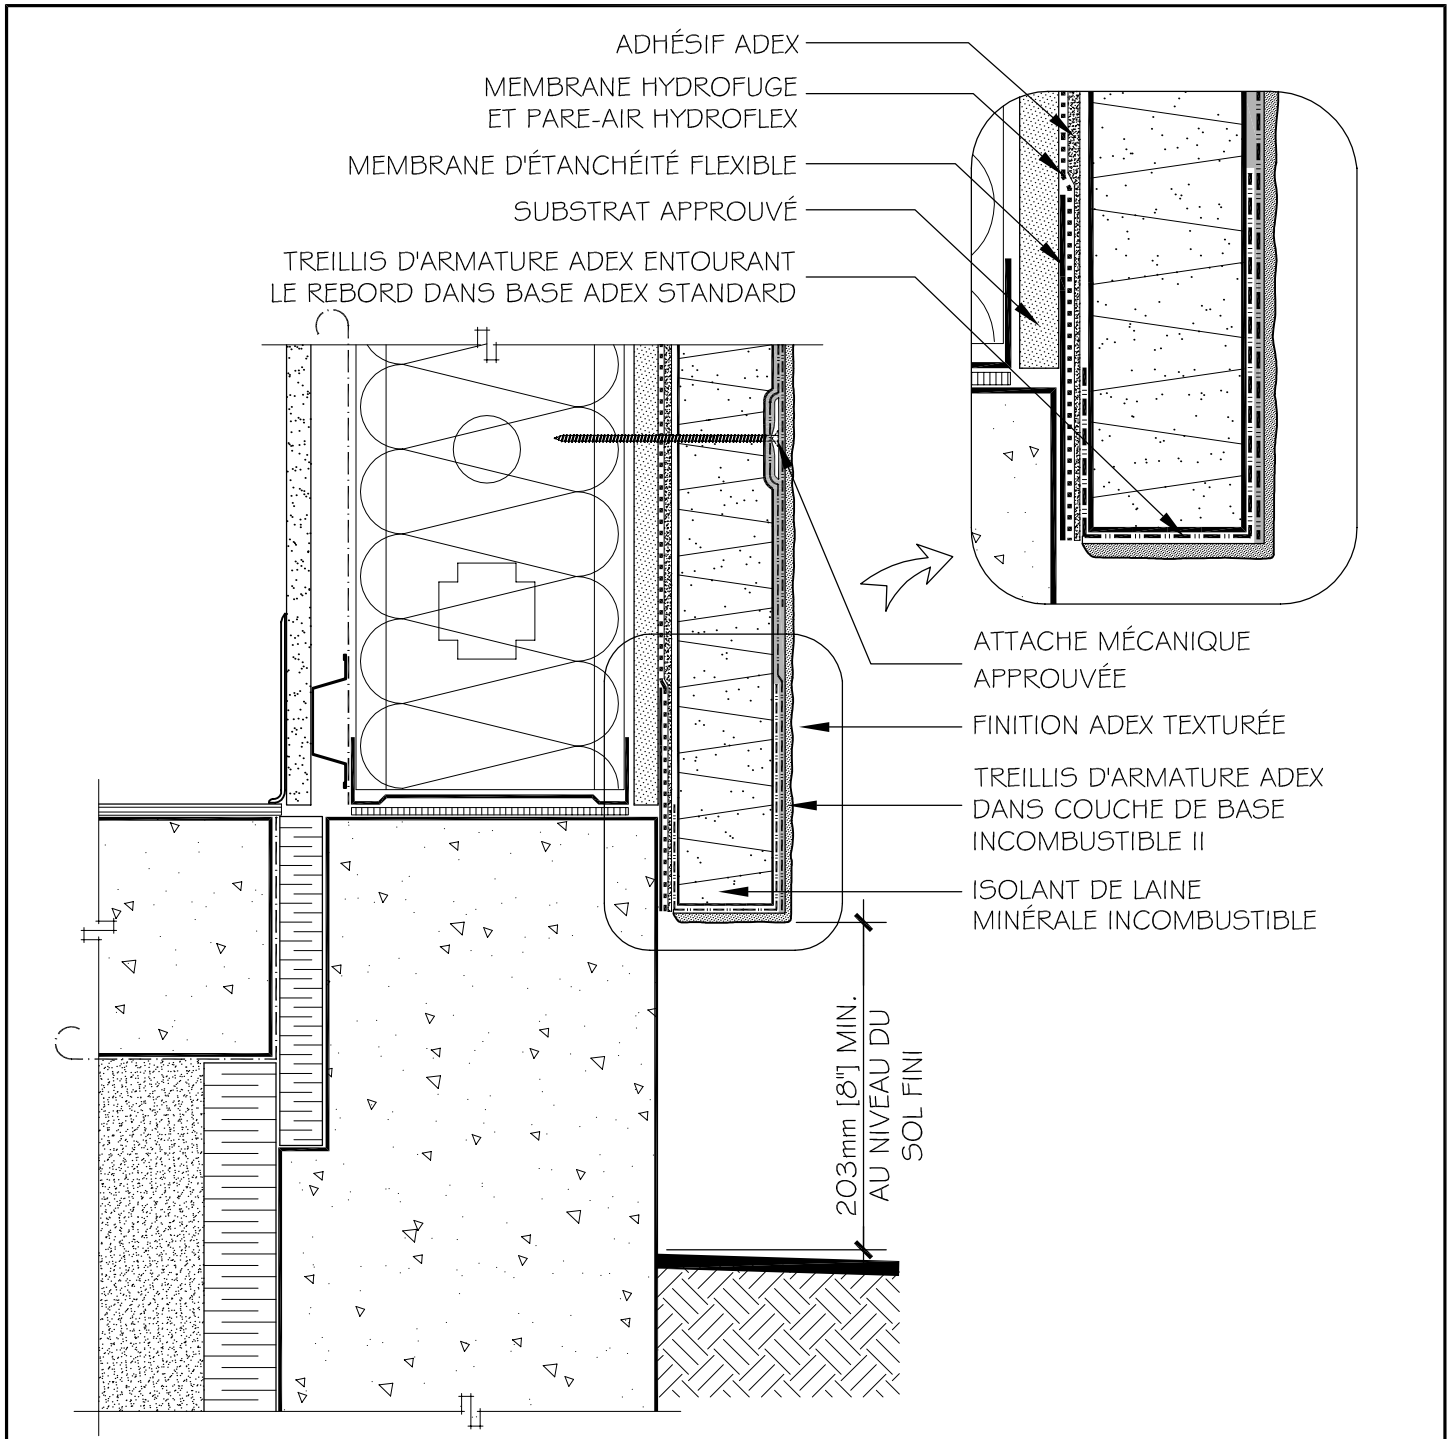 ADHÉSIF ADEX
MEMBRANE HYDROFUGE
ET PARE-AIR HYDROFLEX
MEMBRANE D'ÉTANCHÉITÉ FLEXIBLE
SUBSTRAT APPROUVÉ
TREILLIS D'ARMATURE ADEX ENTOURANT
LE REBORD DANS BASE ADEX STANDARD
ATTACHE MÉCANIQUE
APPROUVÉE
FINITION ADEX TEXTURÉE
TREILLIS D'ARMATURE ADEX
DANS COUCHE DE BASE
INCOMBUSTIBLE II
ISOLANT DE LAINE
MINÉRALE INCOMBUSTIBLE
203mm [8"] MIN.
AU NIVEAU DU
SOL FINI